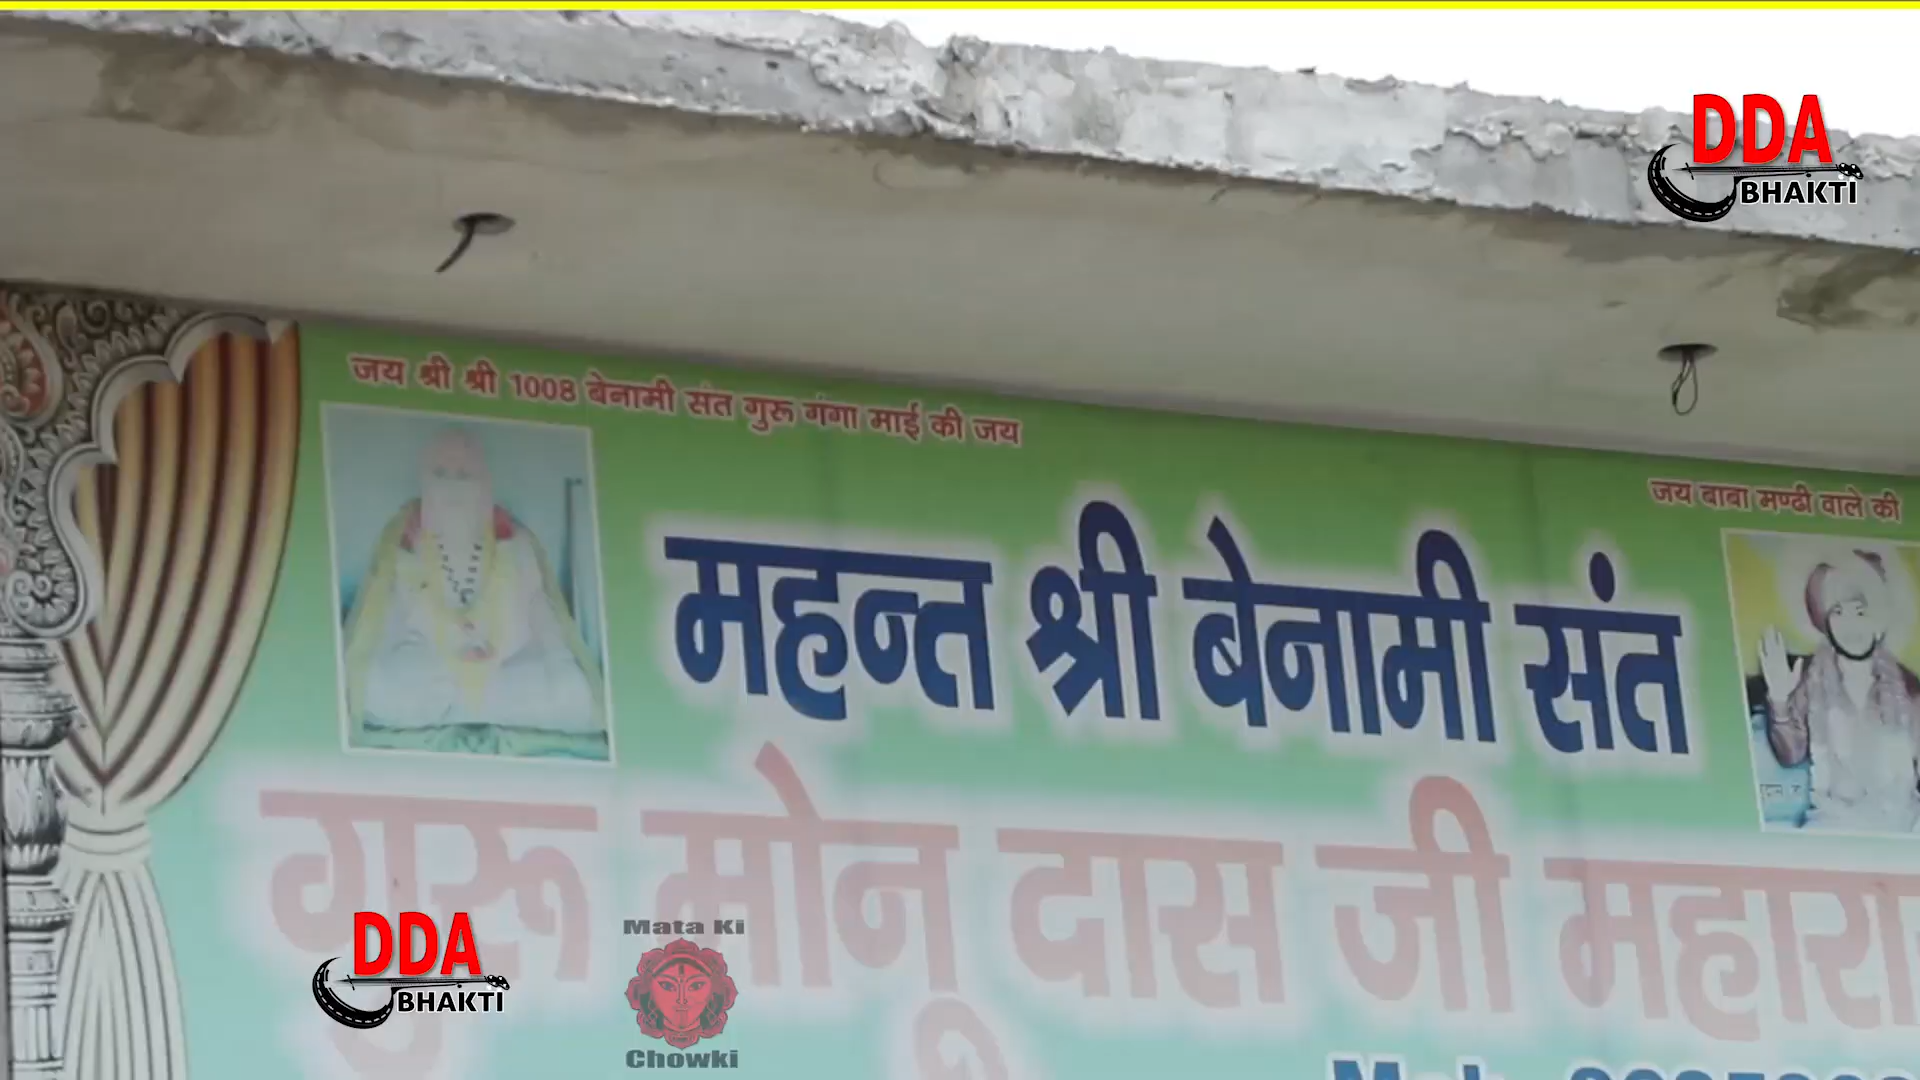 DDA
BHAKTI
जय श्री श्री 1008 बेनामी संत गुरू गंगा माई की जय
जय बाबा मण्ढी वाले की
महन्त श्री बेनामी संत
गुरू मोनू दास जी
DDA
BHAKTI
Mata Ki
Chowki